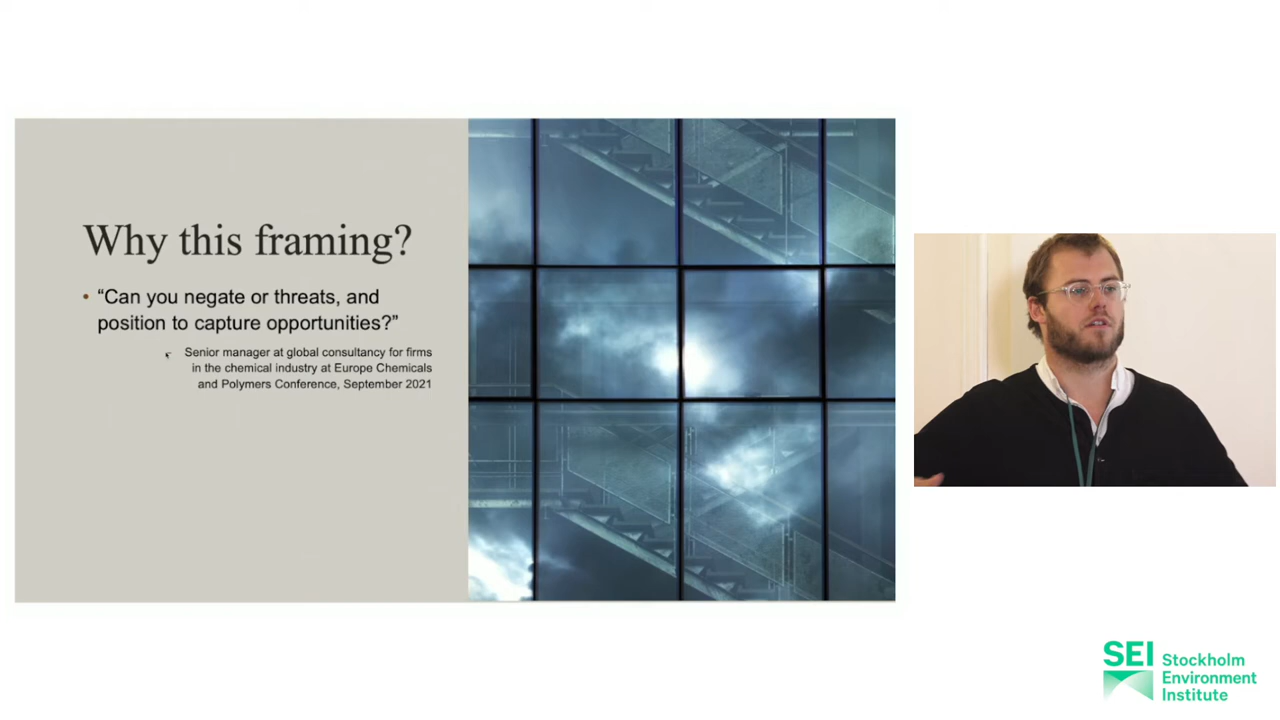 Why this framing?
• “Can you negate or threats, and
position to capture opportunities?”
Senior manager at global consultancy for firms
in the chemical industry at Europe Chemicals
and Polymers Conference, September 2021
SEI Stockholm
Environment
Institute